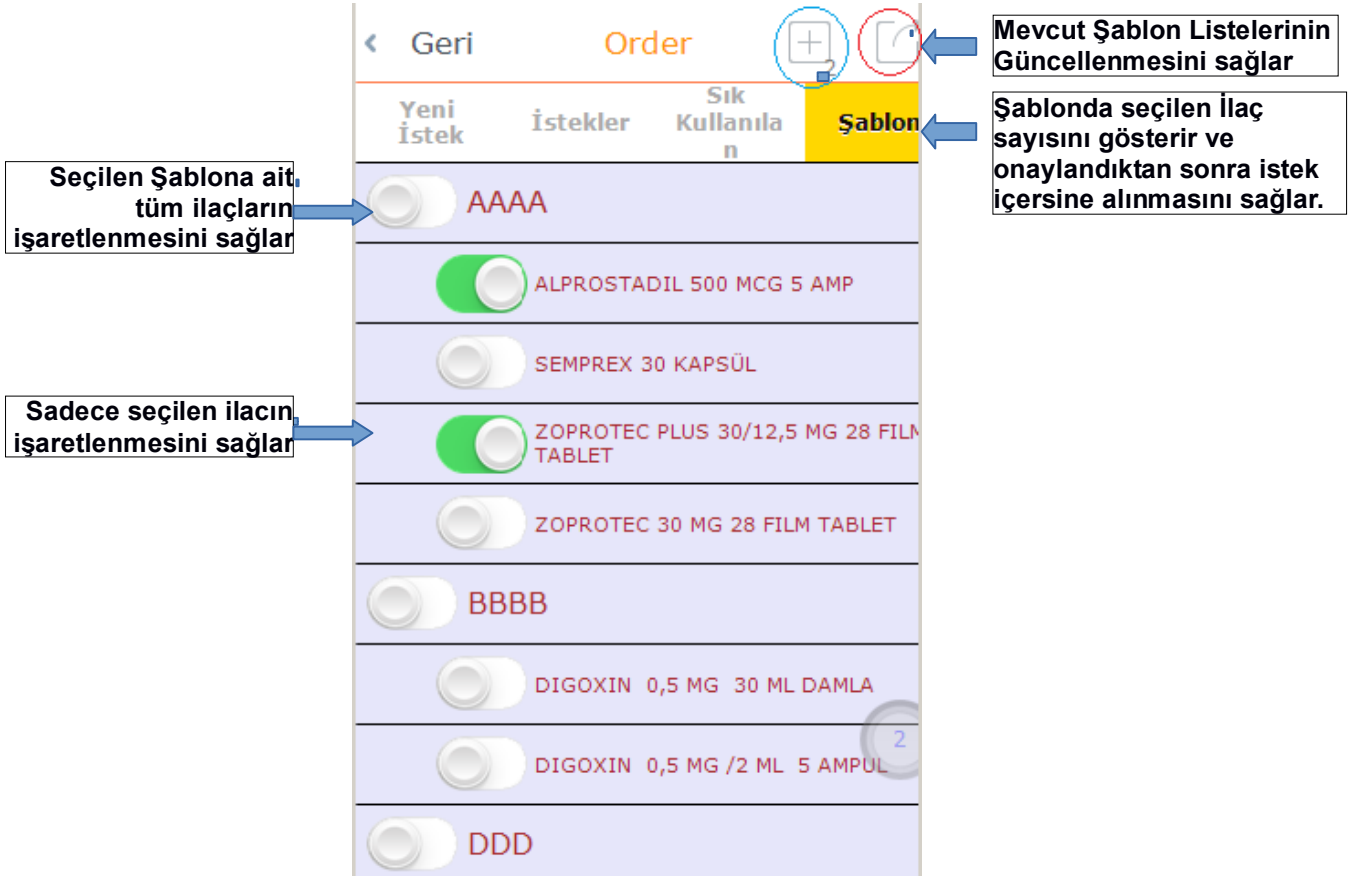 Geri
Order
2
Mevcut Şablon Listelerinin
Güncellenmesini sağlar
Yeni
İstek
İstekler
Sık
Kullanıla
n
Şablon
Şablonda seçilen İlaç
sayısını gösterir ve
onaylandıktan sonra istek
içersine alınmasını sağlar.
Seçilen Şablona ait
tüm ilaçların
işaretlenmesini sağlar
AAAA
ALPROSTADIL 500 MCG 5 AMP
SEMPREX 30 KAPSÜL
Sadece seçilen ilacın
işaretlenmesini sağlar
ZOPROTEC PLUS 30/12,5 MG 28 FILM
TABLET
ZOPROTEC 30 MG 28 FILM TABLET
BBBB
DIGOXIN 0,5 MG 30 ML DAMLA
2
DIGOXIN 0,5 MG /2 ML 5 AMPUL
DDD